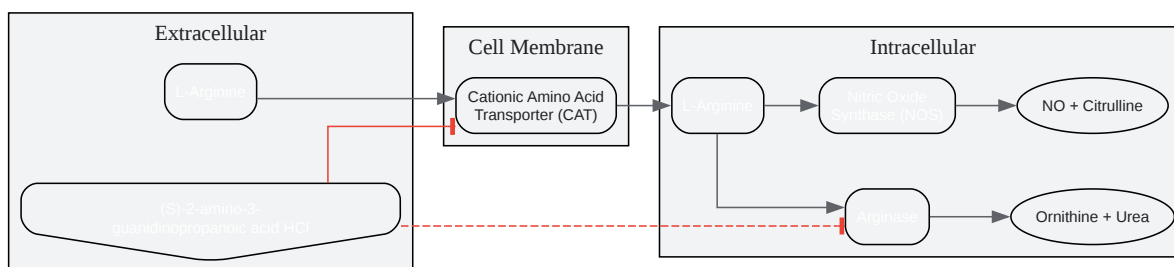 Extracellular
Cell Membrane
Intracellular
L-Arginine
Cationic Amino Acid
Transporter (CAT)
L-Arginine
Nitric Oxide
Synthase (NOS)
NO + Citrulline
(S)-2-amino-3-
guanidinopropanoic acid HCl
Arginase
Ornithine + Urea